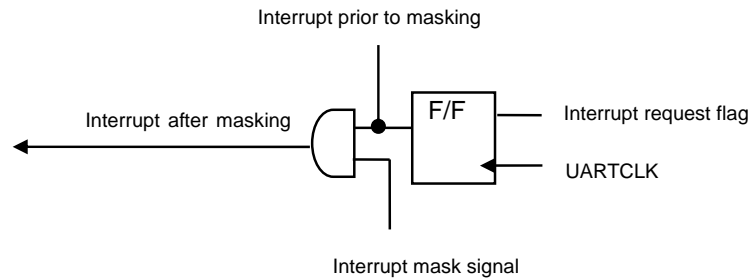 Interrupt prior to masking
F/F
Interrupt after masking
Interrupt request flag
UARTCLK
Interrupt mask signal